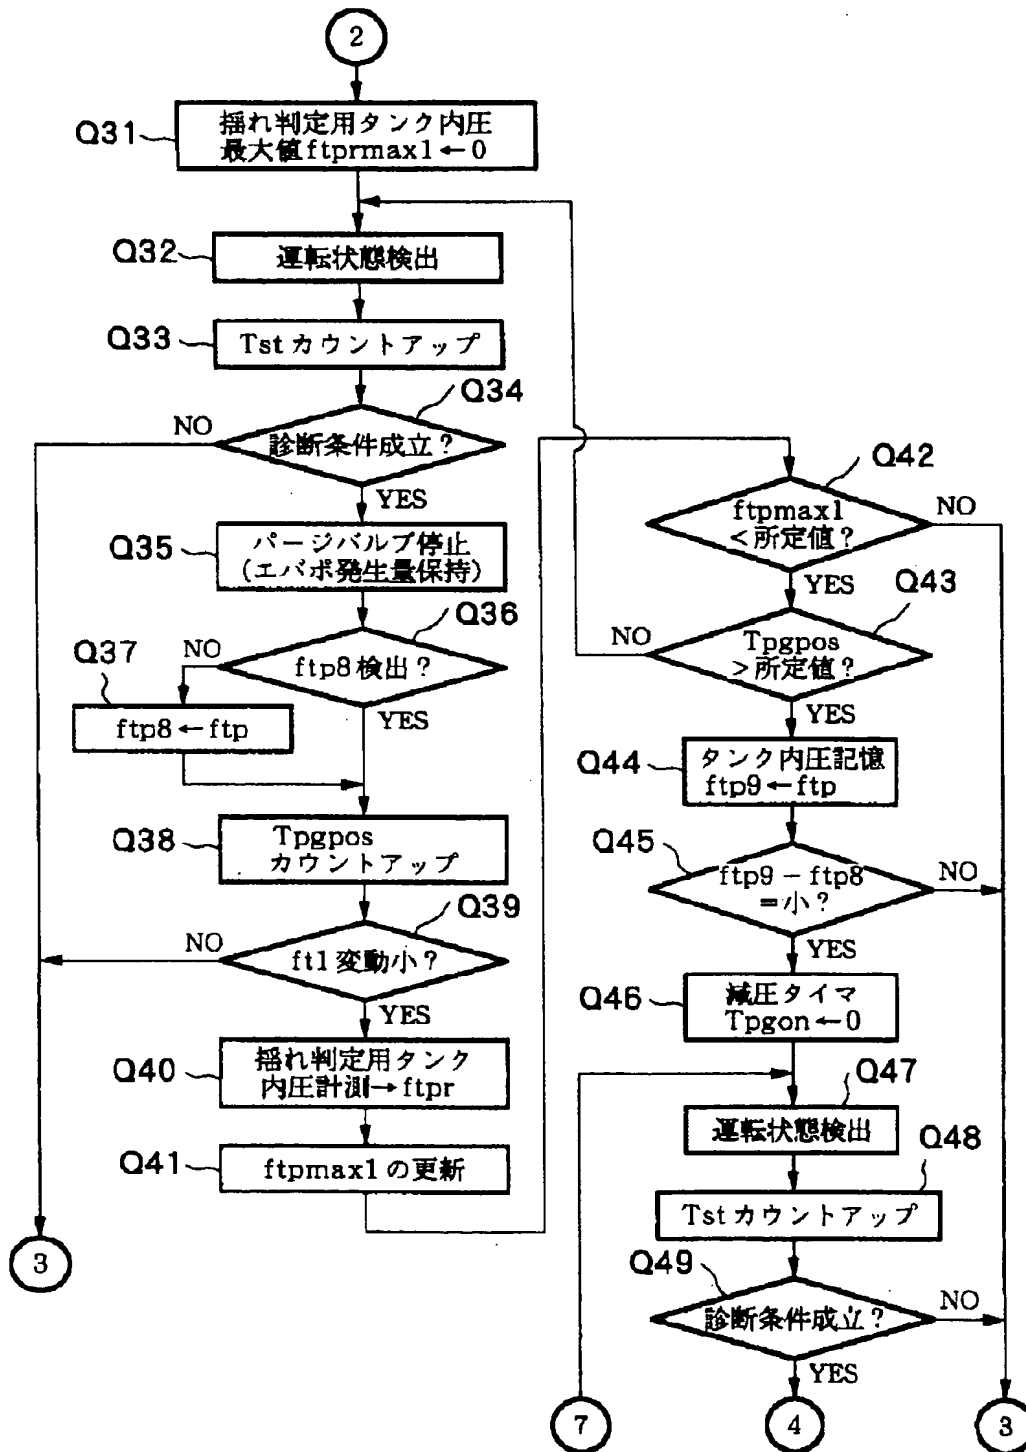 2
Q31
揺れ判定用タンク内圧
最大値ftprmax1←0
Q32
運転状態検出
Q33
Tstカウントアップ
Q34
診断条件成立?
NO
YES
Q35
パージバルブ停止
(エバポ発生量保持)
Q36
ftp8検出?
NO
YES
Q37
ftp8←ftp
Q38
Tpgpos
カウントアップ
Q39
ftl変動小?
NO
YES
Q40
揺れ判定用タンク
内圧計測→ftpr
Q41
ftpmax1の更新
3
Q42
ftpmax1
<所定値?
NO
YES
Q43
Tpgpos
>所定値?
NO
YES
Q44
タンク内圧記憶
ftp9←ftp
Q45
ftp9-ftp8
=小?
NO
YES
Q46
減圧タイマ
Tpgon←0
Q47
運転状態検出
Q48
Tstカウントアップ
Q49
診断条件成立?
NO
YES
7
4
3